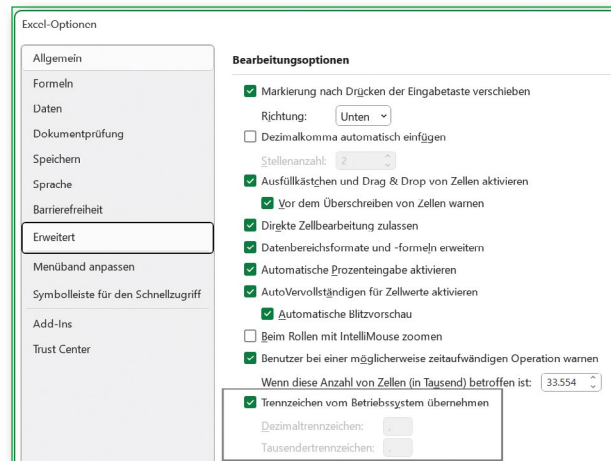 Excel-Optionen
Allgemein
Formeln
Daten
Dokumentprüfung
Speichern
Sprache
Barrierefreiheit
Erweitert
Menüband anpassen
Symbolleiste für den Schnellzugriff
Add-Ins
Trust Center
Bearbeitungsoptionen
Markierung nach Drücken der Eingabetaste verschieben
Richtung: Unten
Dezimalkomma automatisch einfügen
Stellenanzahl: 2
Ausfüllkästchen und Drag & Drop von Zellen aktivieren
Vor dem Überschreiben von Zellen warnen
Direkte Zellbearbeitung zulassen
Datenbereichsformate und -formeln erweitern
Automatische Prozenteingabe aktivieren
AutoVervollständigen für Zellwerte aktivieren
Automatische Blitzvorschau
Beim Rollen mit IntelliMouse zoomen
Benutzer bei einer möglicherweise zeitaufwändigen Operation warnen
Wenn diese Anzahl von Zellen (in Tausend) betroffen ist: 33.554
Trennzeichen vom Betriebssystem übernehmen
Dezimaltrennzeichen: ,
Tausendertrennzeichen: .